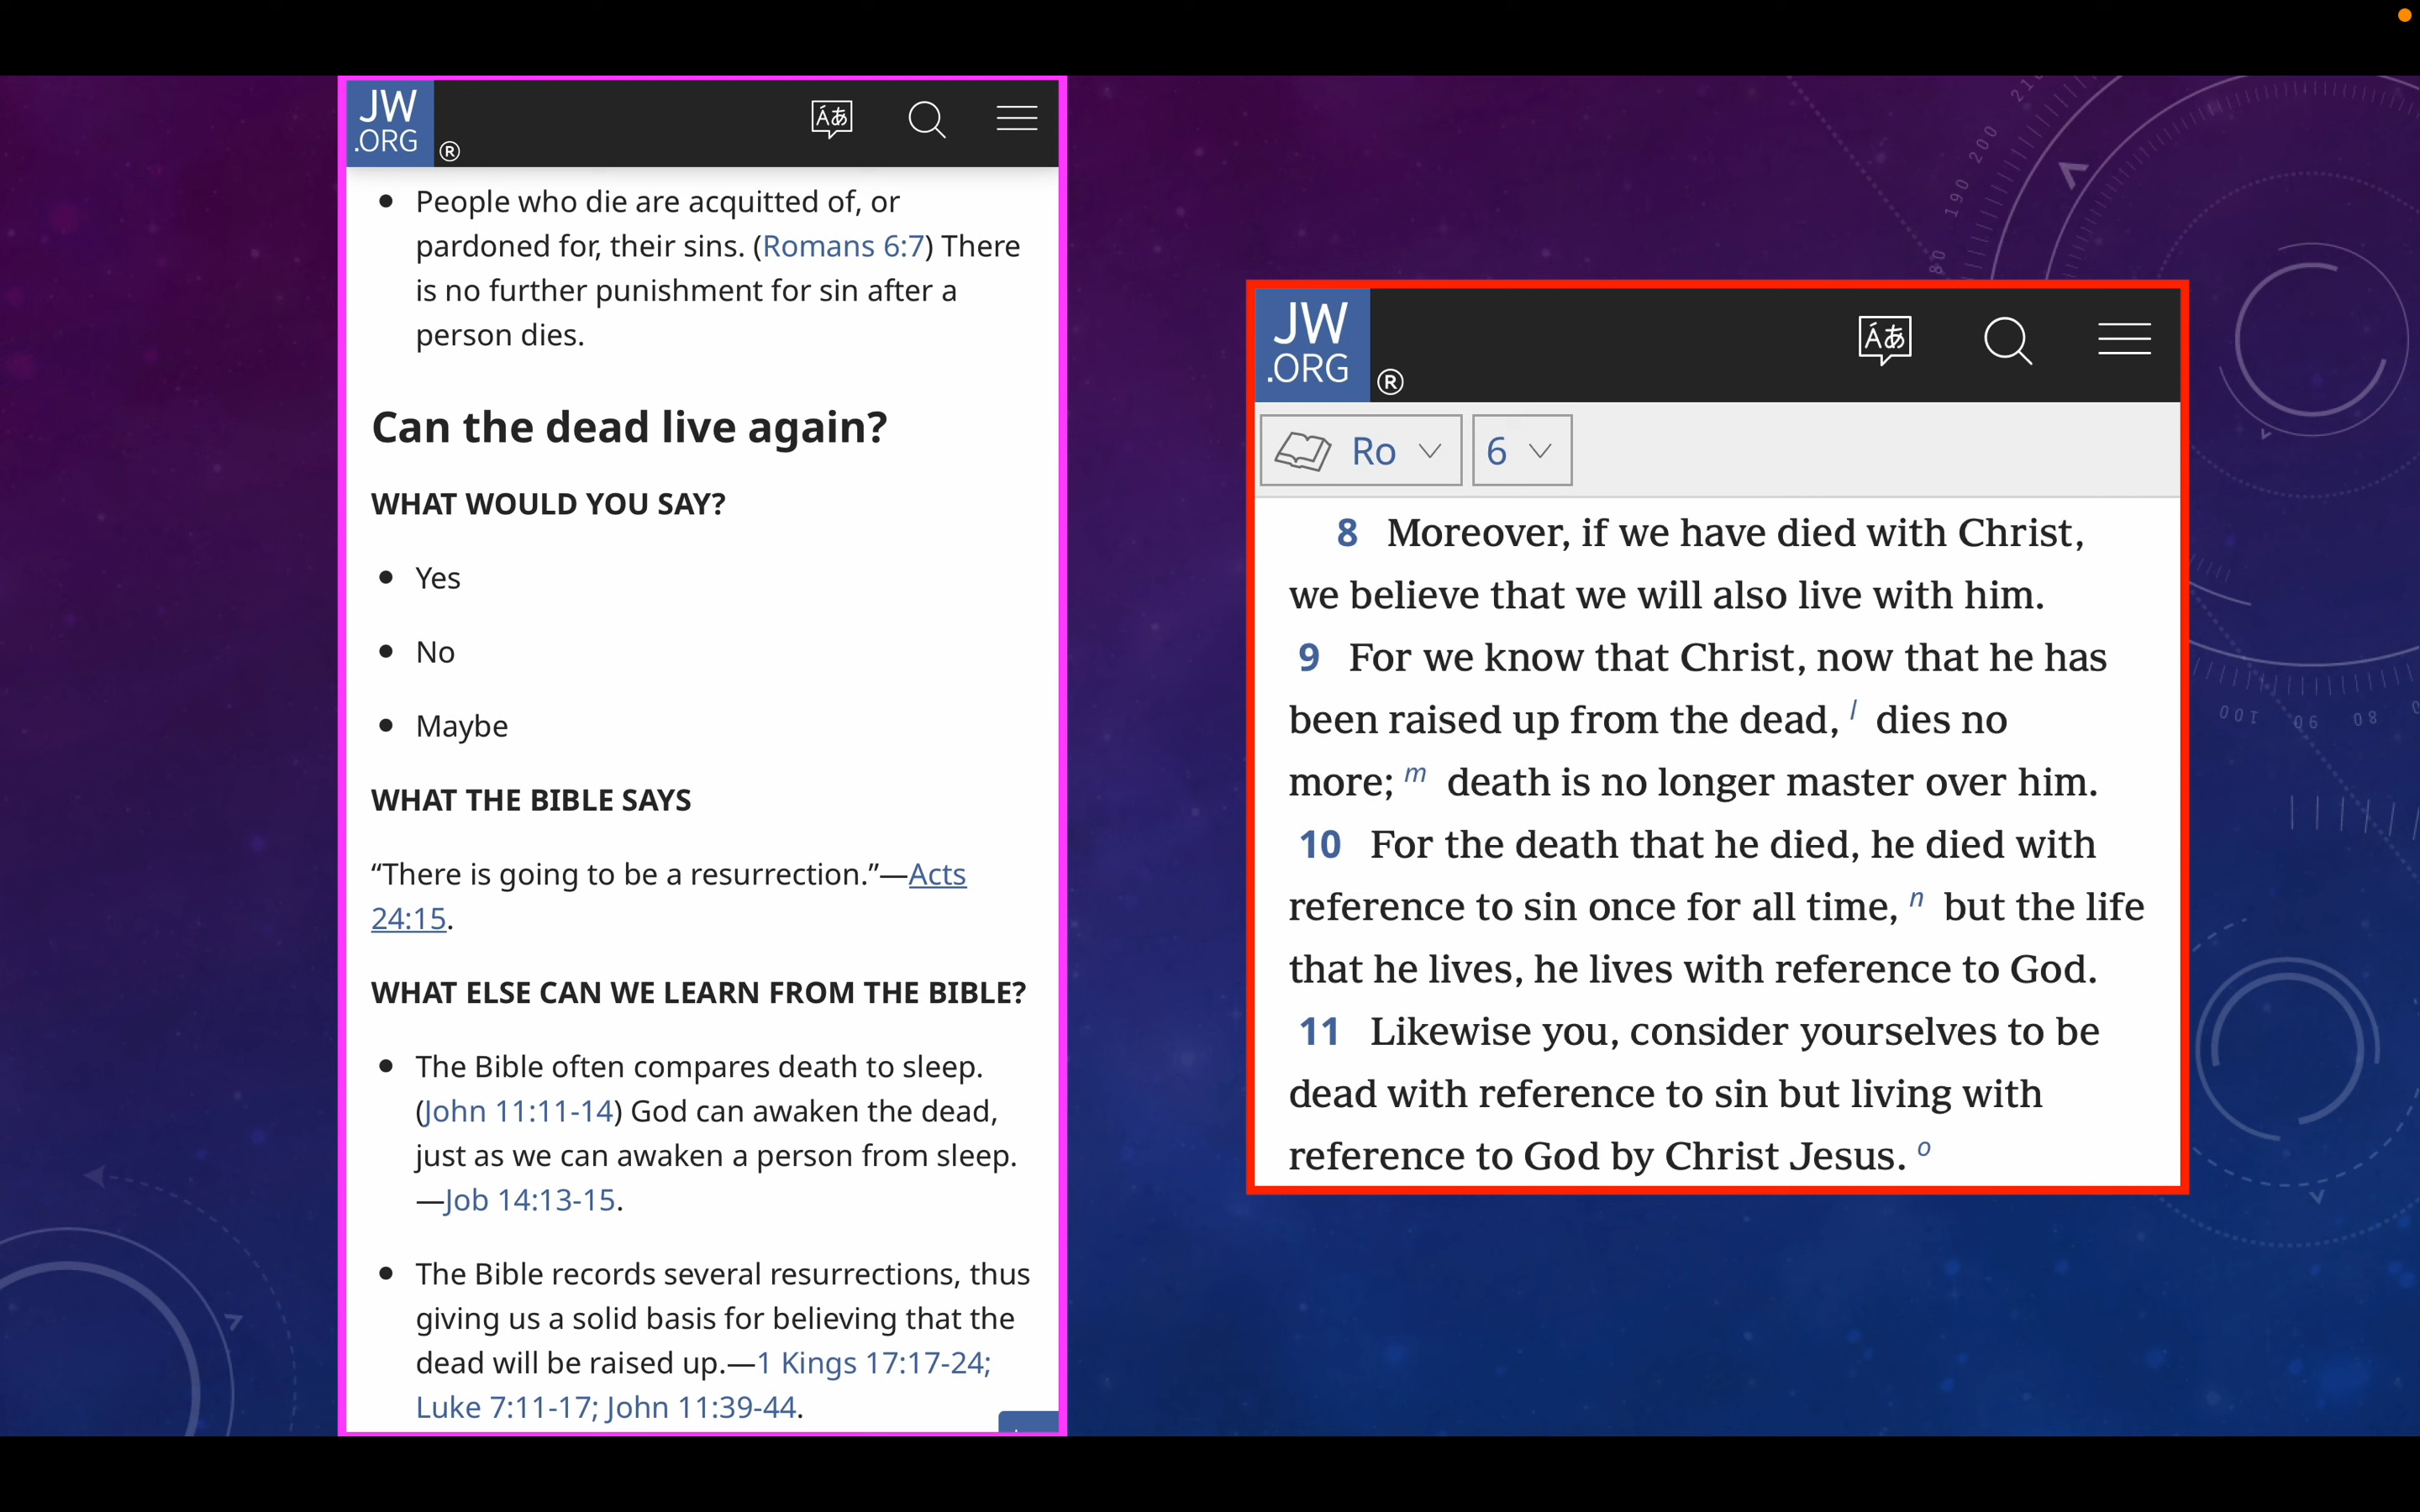 JW
.ORG
®
Áあ
• People who die are acquitted of, or
pardoned for, their sins. (Romans 6:7) There
is no further punishment for sin after a
person dies.
Can the dead live again?
WHAT WOULD YOU SAY?
• Yes
• No
• Maybe
WHAT THE BIBLE SAYS
“There is going to be a resurrection.”—Acts
24:15.
WHAT ELSE CAN WE LEARN FROM THE BIBLE?
• The Bible often compares death to sleep.
(John 11:11-14) God can awaken the dead,
just as we can awaken a person from sleep.
—Job 14:13-15.
• The Bible records several resurrections, thus
giving us a solid basis for believing that the
dead will be raised up.—1 Kings 17:17-24;
Luke 7:11-17; John 11:39-44.
JW
.ORG
®
Áあ
Ro 6
8 Moreover, if we have died with Christ,
we believe that we will also live with him.
9 For we know that Christ, now that he has
been raised up from the dead, l dies no
more; m death is no longer master over him.
10 For the death that he died, he died with
reference to sin once for all time, n but the life
that he lives, he lives with reference to God.
11 Likewise you, consider yourselves to be
dead with reference to sin but living with
reference to God by Christ Jesus. o
190 200
100 90 80